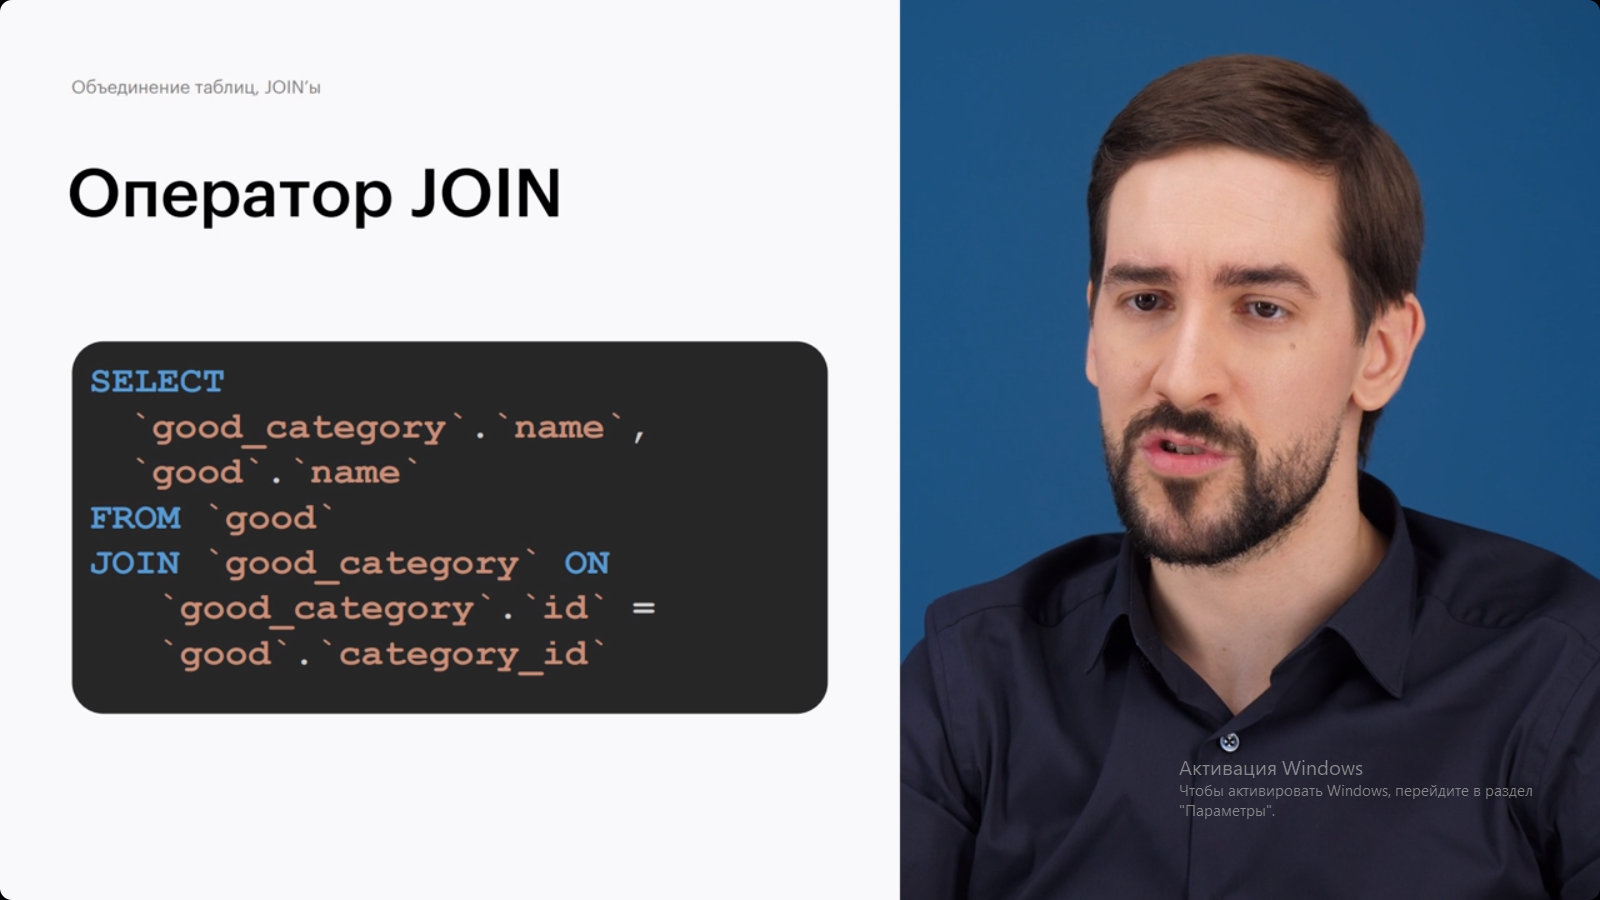 Объединение таблиц, JOIN’ы
Оператор JOIN
SELECT
`good_category`.`name`,
`good`.`name`
FROM `good`
JOIN `good_category` ON
`good_category`.`id` =
`good`.`category_id`
Активация Windows
Чтобы активировать Windows, перейдите в раздел
"Параметры".